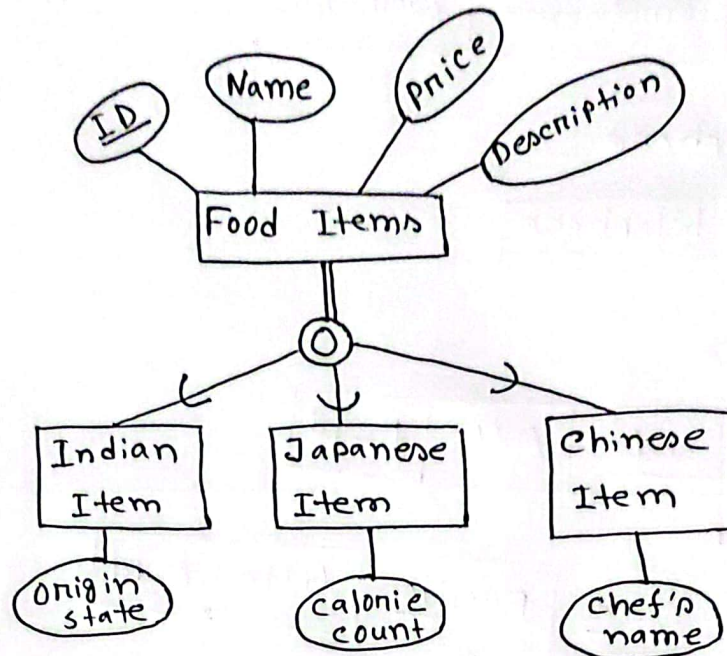 ID
Name
Price
Description
Food Items
O
Indian
Item
Japanese
Item
Chinese
Item
origin
state
calorie
count
chef's
name